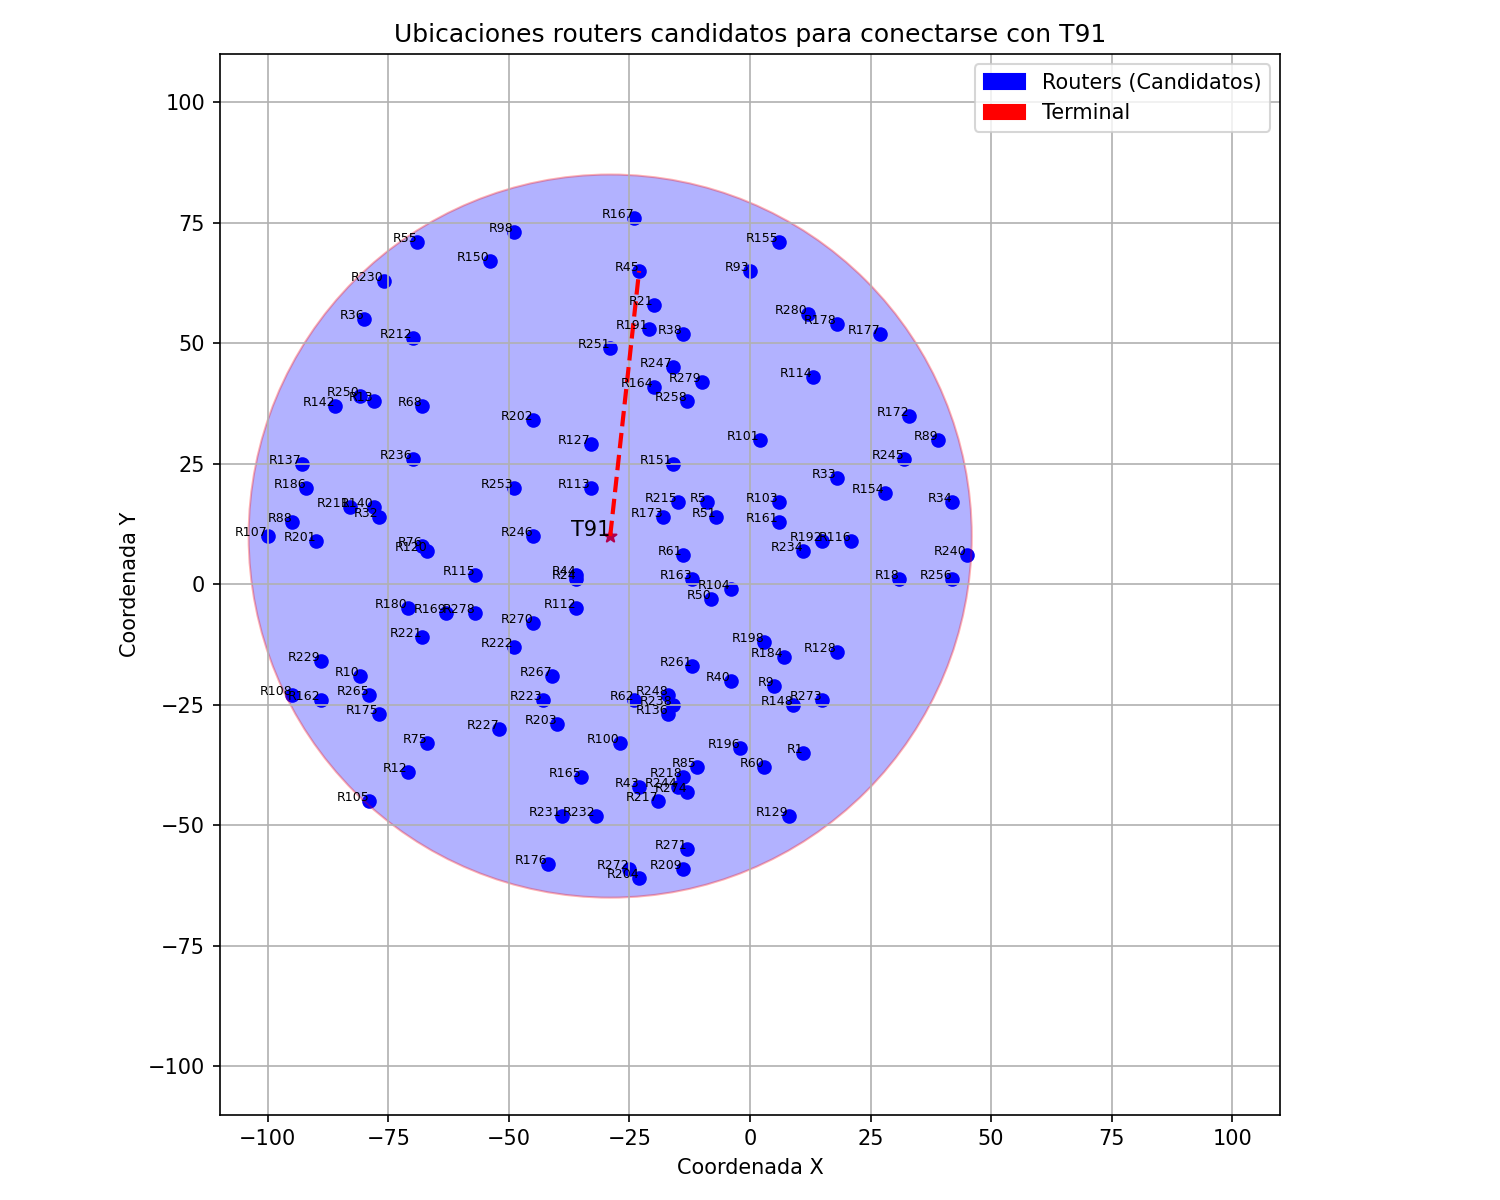 Ubicaciones routers candidatos para conectarse con T91
Routers (Candidatos)
Terminal
100
75
50
25
0
−25
−50
−75
−100
Coordenada Y
R167
R98
R55
R155
R150
R45
R93
R230
R21
R280
R36
R178
R191
R38
R177
R212
R251
R247
R279
R164
R114
R250
R13
R142
R68
R258
R202
R172
R127
R101
R89
R236
R245
R137
R151
R33
R186
R253
R113
R154
R215
R5
R103
R34
R140
R32
R173
R51
R161
R88
T91
R107
R201
R246
R192
R116
R76
R120
R234
R61
R240
R115
R44
R24
R163
R18
R256
R104
R50
R180
R169
R278
R112
R270
R221
R222
R198
R184
R128
R229
R261
R10
R267
R40
R9
R108
R162
R265
R223
R62
R248
R148
R273
R175
R136
R203
R227
R75
R100
R196
R1
R12
R165
R85
R60
R218
R43
R244
R217
R105
R231
R232
R129
R271
R176
R272
R209
R204
−100
−75
−50
−25
0
25
50
75
100
Coordenada X